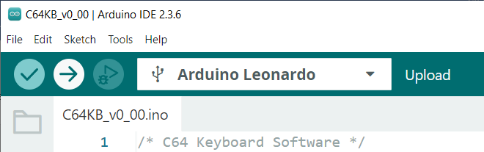 C64KB_v0_00 | Arduino IDE 2.3.6
File Edit Sketch Tools Help
Arduino Leonardo Upload
C64KB_v0_00.ino
1 /* C64 Keyboard Software */